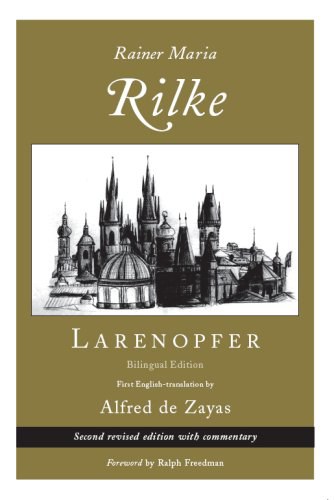 Rainer Maria
Rilke
LARENOPFER
Bilingual Edition
First English-translation by
Alfred de Zayas
Second revised edition with commentary
Foreword by Ralph Freedman